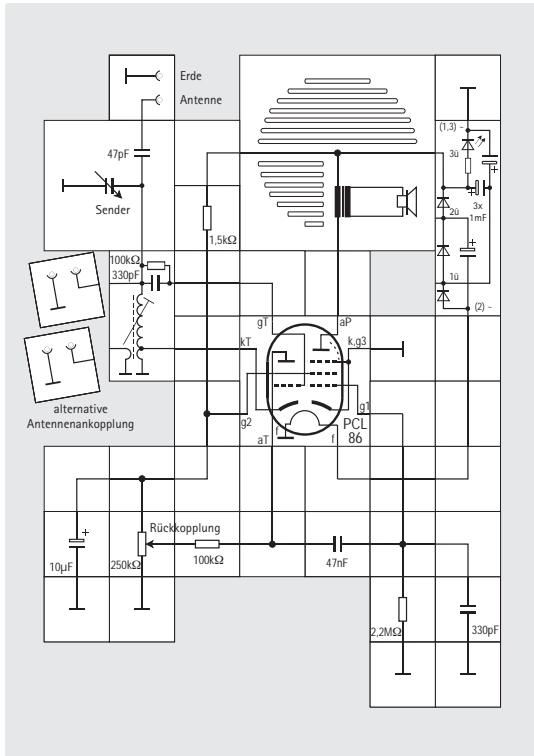 Erde
Antenne
47pF
Sender
(1,3) ~
3ü
3x
1mF
2ü
1ü
(2) ~
1,5kΩ
100kΩ
330pF
gT
aP
kT
k,g3
alternative
Antennenankopplung
g2
g1
PCL
86
aT
f
f
Rückkopplung
10µF
250kΩ
100kΩ
47nF
2,2MΩ
330pF